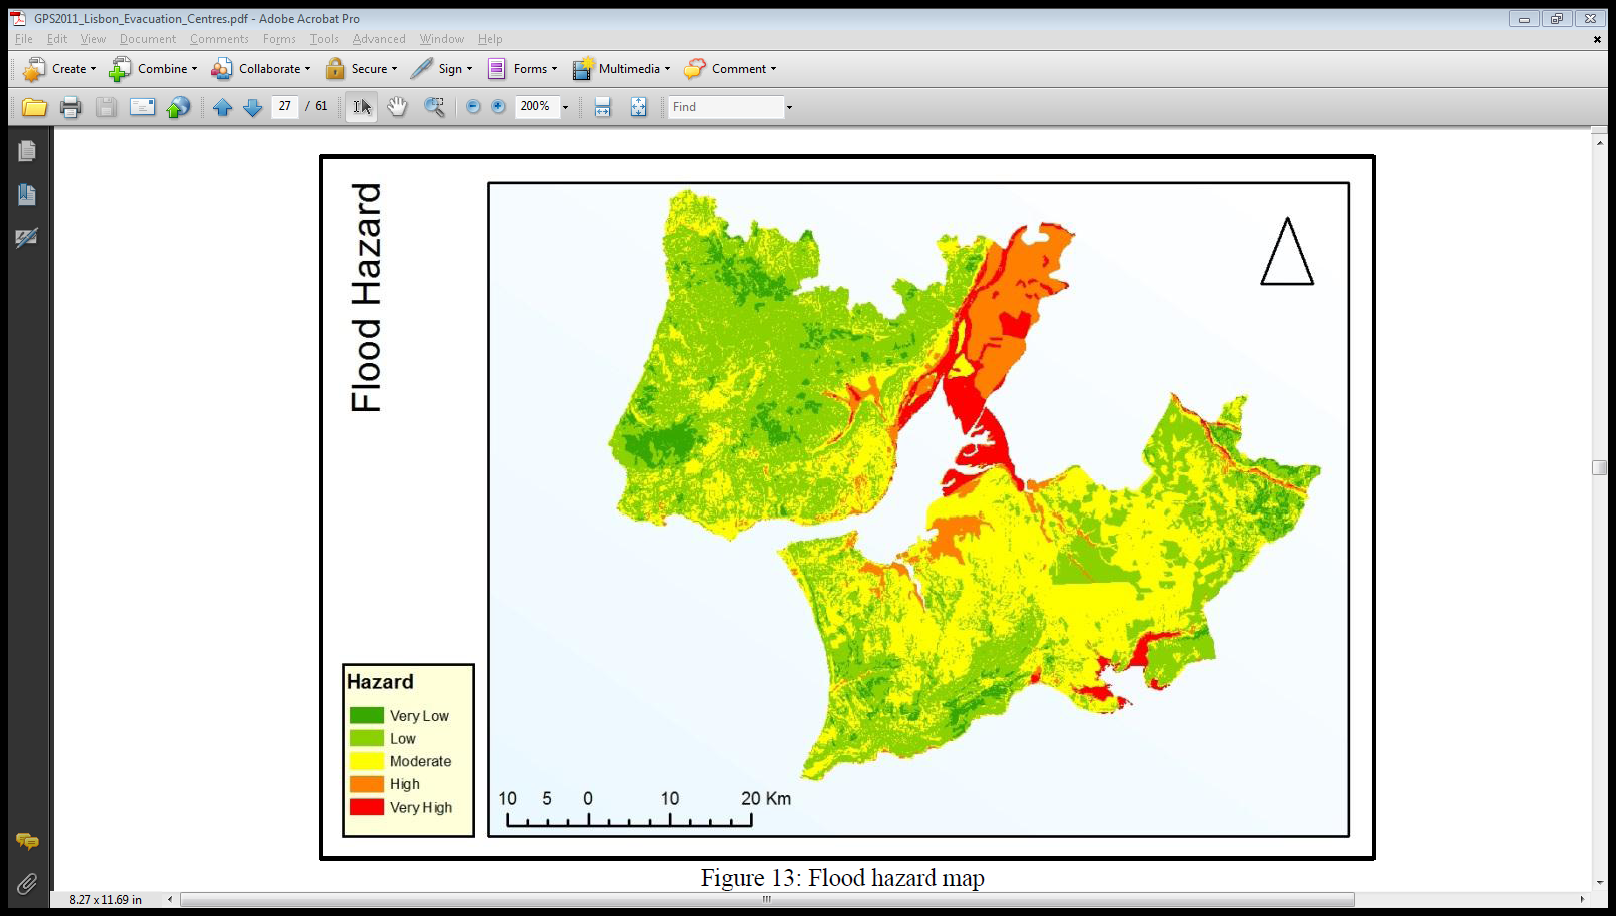 GPS2011_Lisbon_Evacuation_Centres.pdf - Adobe Acrobat Pro
File Edit View Document Comments Forms Tools Advanced Window Help
Create Combine Collaborate Secure Sign Forms Multimedia Comment
27 / 61 200% Find
Flood Hazard
Hazard
Very Low
Low
Moderate
High
Very High
10 5 0 10 20 Km
Figure 13: Flood hazard map
8.27 x 11.69 in